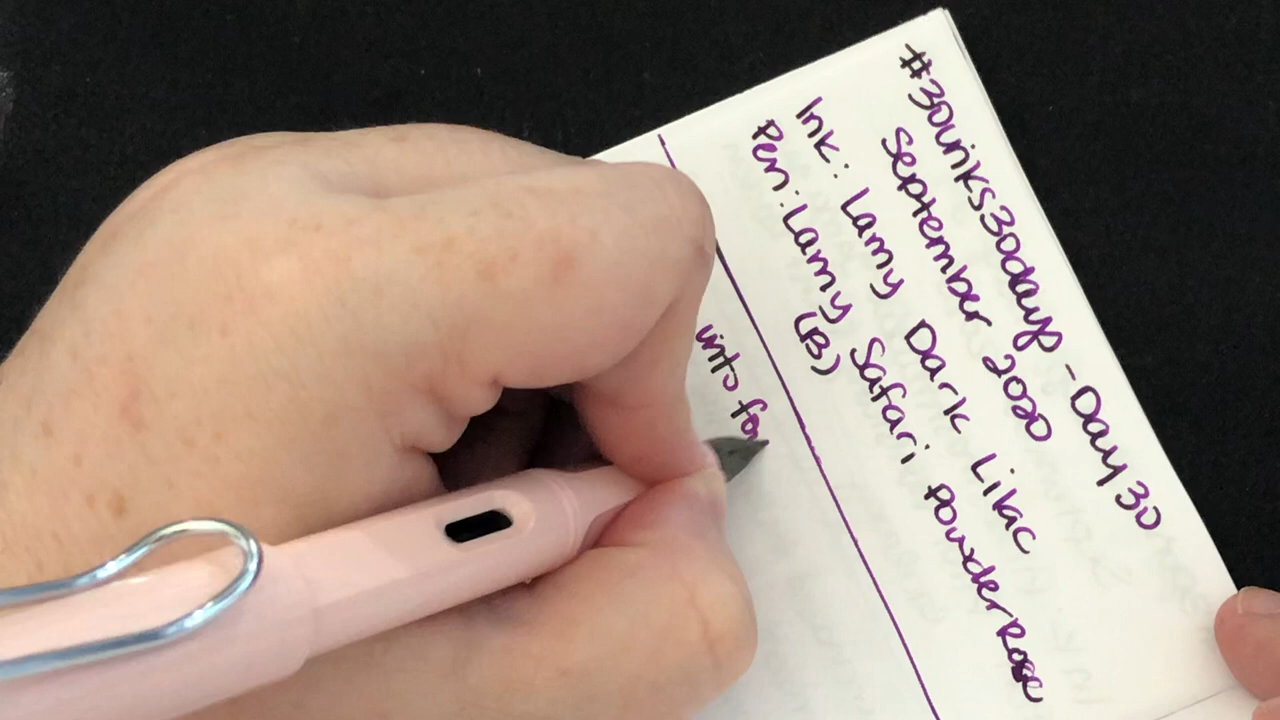 #30inks30days - Day 30
September 2020
Ink: Lamy Dark Lilac
Pen: Lamy Safari Powder Rose
(B)
into for